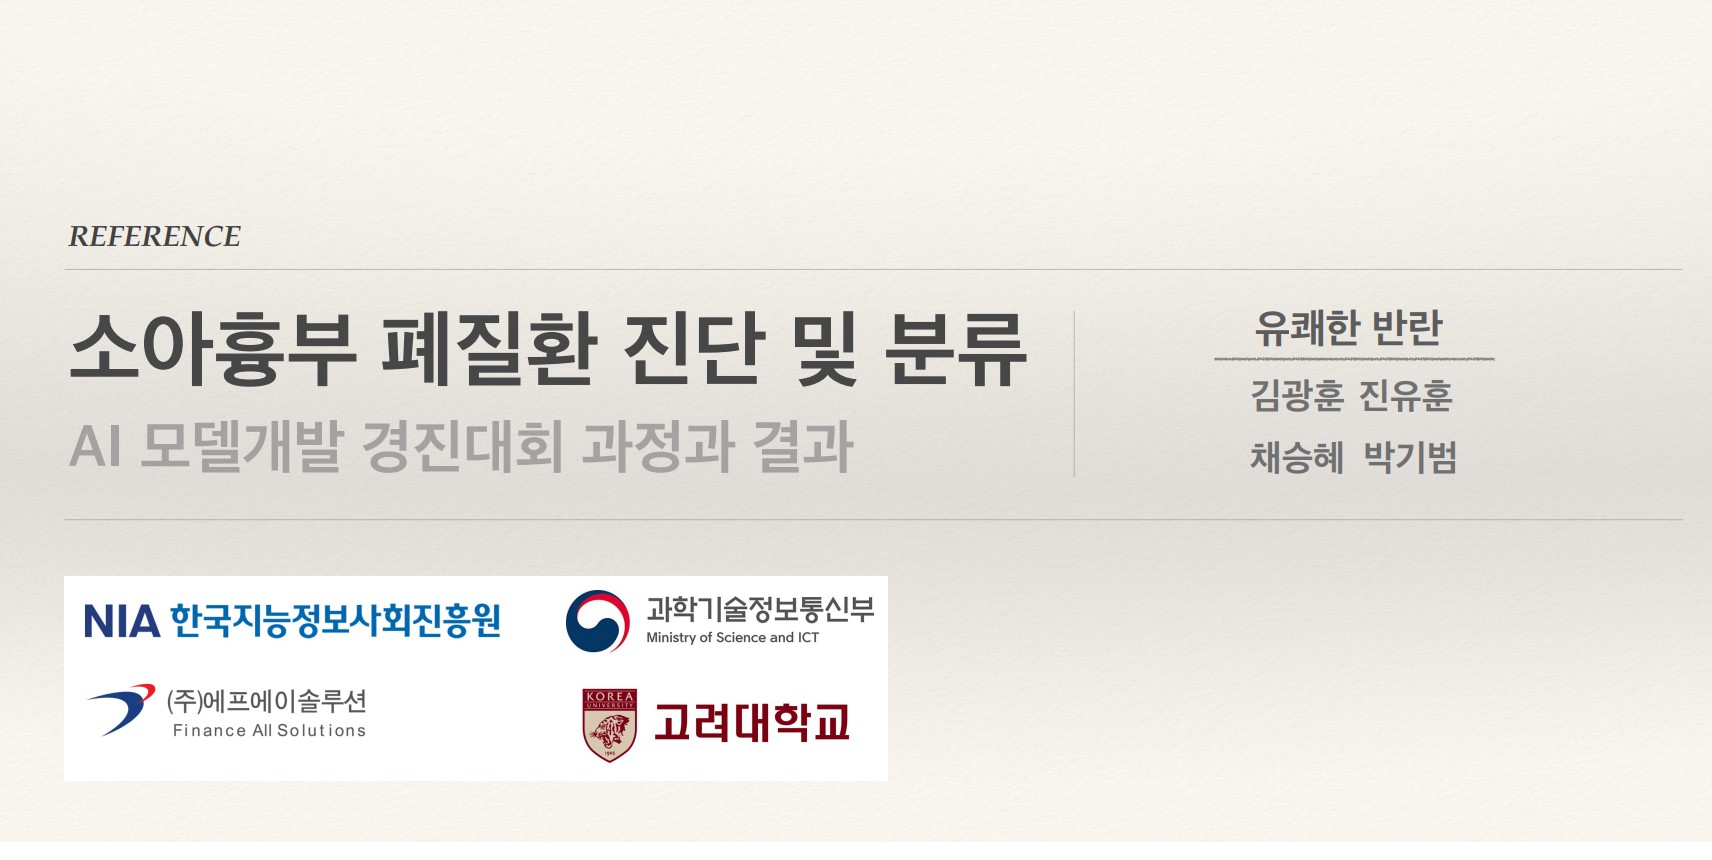 REFERENCE
소아흉부 폐질환 진단 및 분류
AI 모델개발 경진대회 과정과 결과
유쾌한 반란
김광훈 진유훈
채승혜 박기범
NIA 한국지능정보사회진흥원
과학기술정보통신부
Ministry of Science and ICT
(주)에프에이솔루션
Finance All Solutions
KOREA
UNIVERSITY
1905
고려대학교